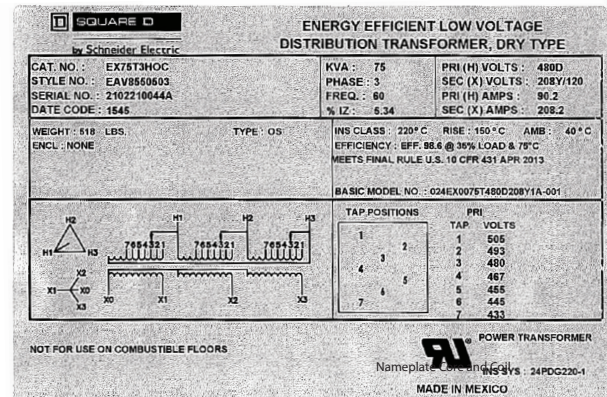 SQUARE D
by Schneider Electric
ENERGY EFFICIENT LOW VOLTAGE
DISTRIBUTION TRANSFORMER, DRY TYPE
CAT. NO. : EX75T3HOC
STYLE NO. : EAV8550503
SERIAL NO. : 2102210044A
DATE CODE : 1545
KVA : 75
PHASE : 3
FREQ. : 60
% IZ : 5.34
PRI (H) VOLTS : 480D
SEC (X) VOLTS : 208Y/120
PRI (H) AMPS : 90.2
SEC (X) AMPS : 208.2
WEIGHT : 518 LBS. TYPE : OS
ENCL : NONE
INS CLASS : 220°C RISE : 150°C AMB : 40°C
EFFICIENCY : EFF. 98.6 @ 35% LOAD & 75°C
MEETS FINAL RULE U.S. 10 CFR 431 APR 2013
BASIC MODEL NO. : 024EX0075T480D208Y1A-001
H2
H1 H3
X2
X1 X0
X3
H1 H2 H3
7654321 7654321 7654321
X0 X1 X2 X3
TAP POSITIONS
1
2
3
4
5
6
7
PRI
TAP VOLTS
1 505
2 493
3 480
4 467
5 455
6 445
7 433
NOT FOR USE ON COMBUSTIBLE FLOORS
RU ® POWER TRANSFORMER
Nameplate Core and Coil
INS SYS : 24PDG220-1
MADE IN MEXICO